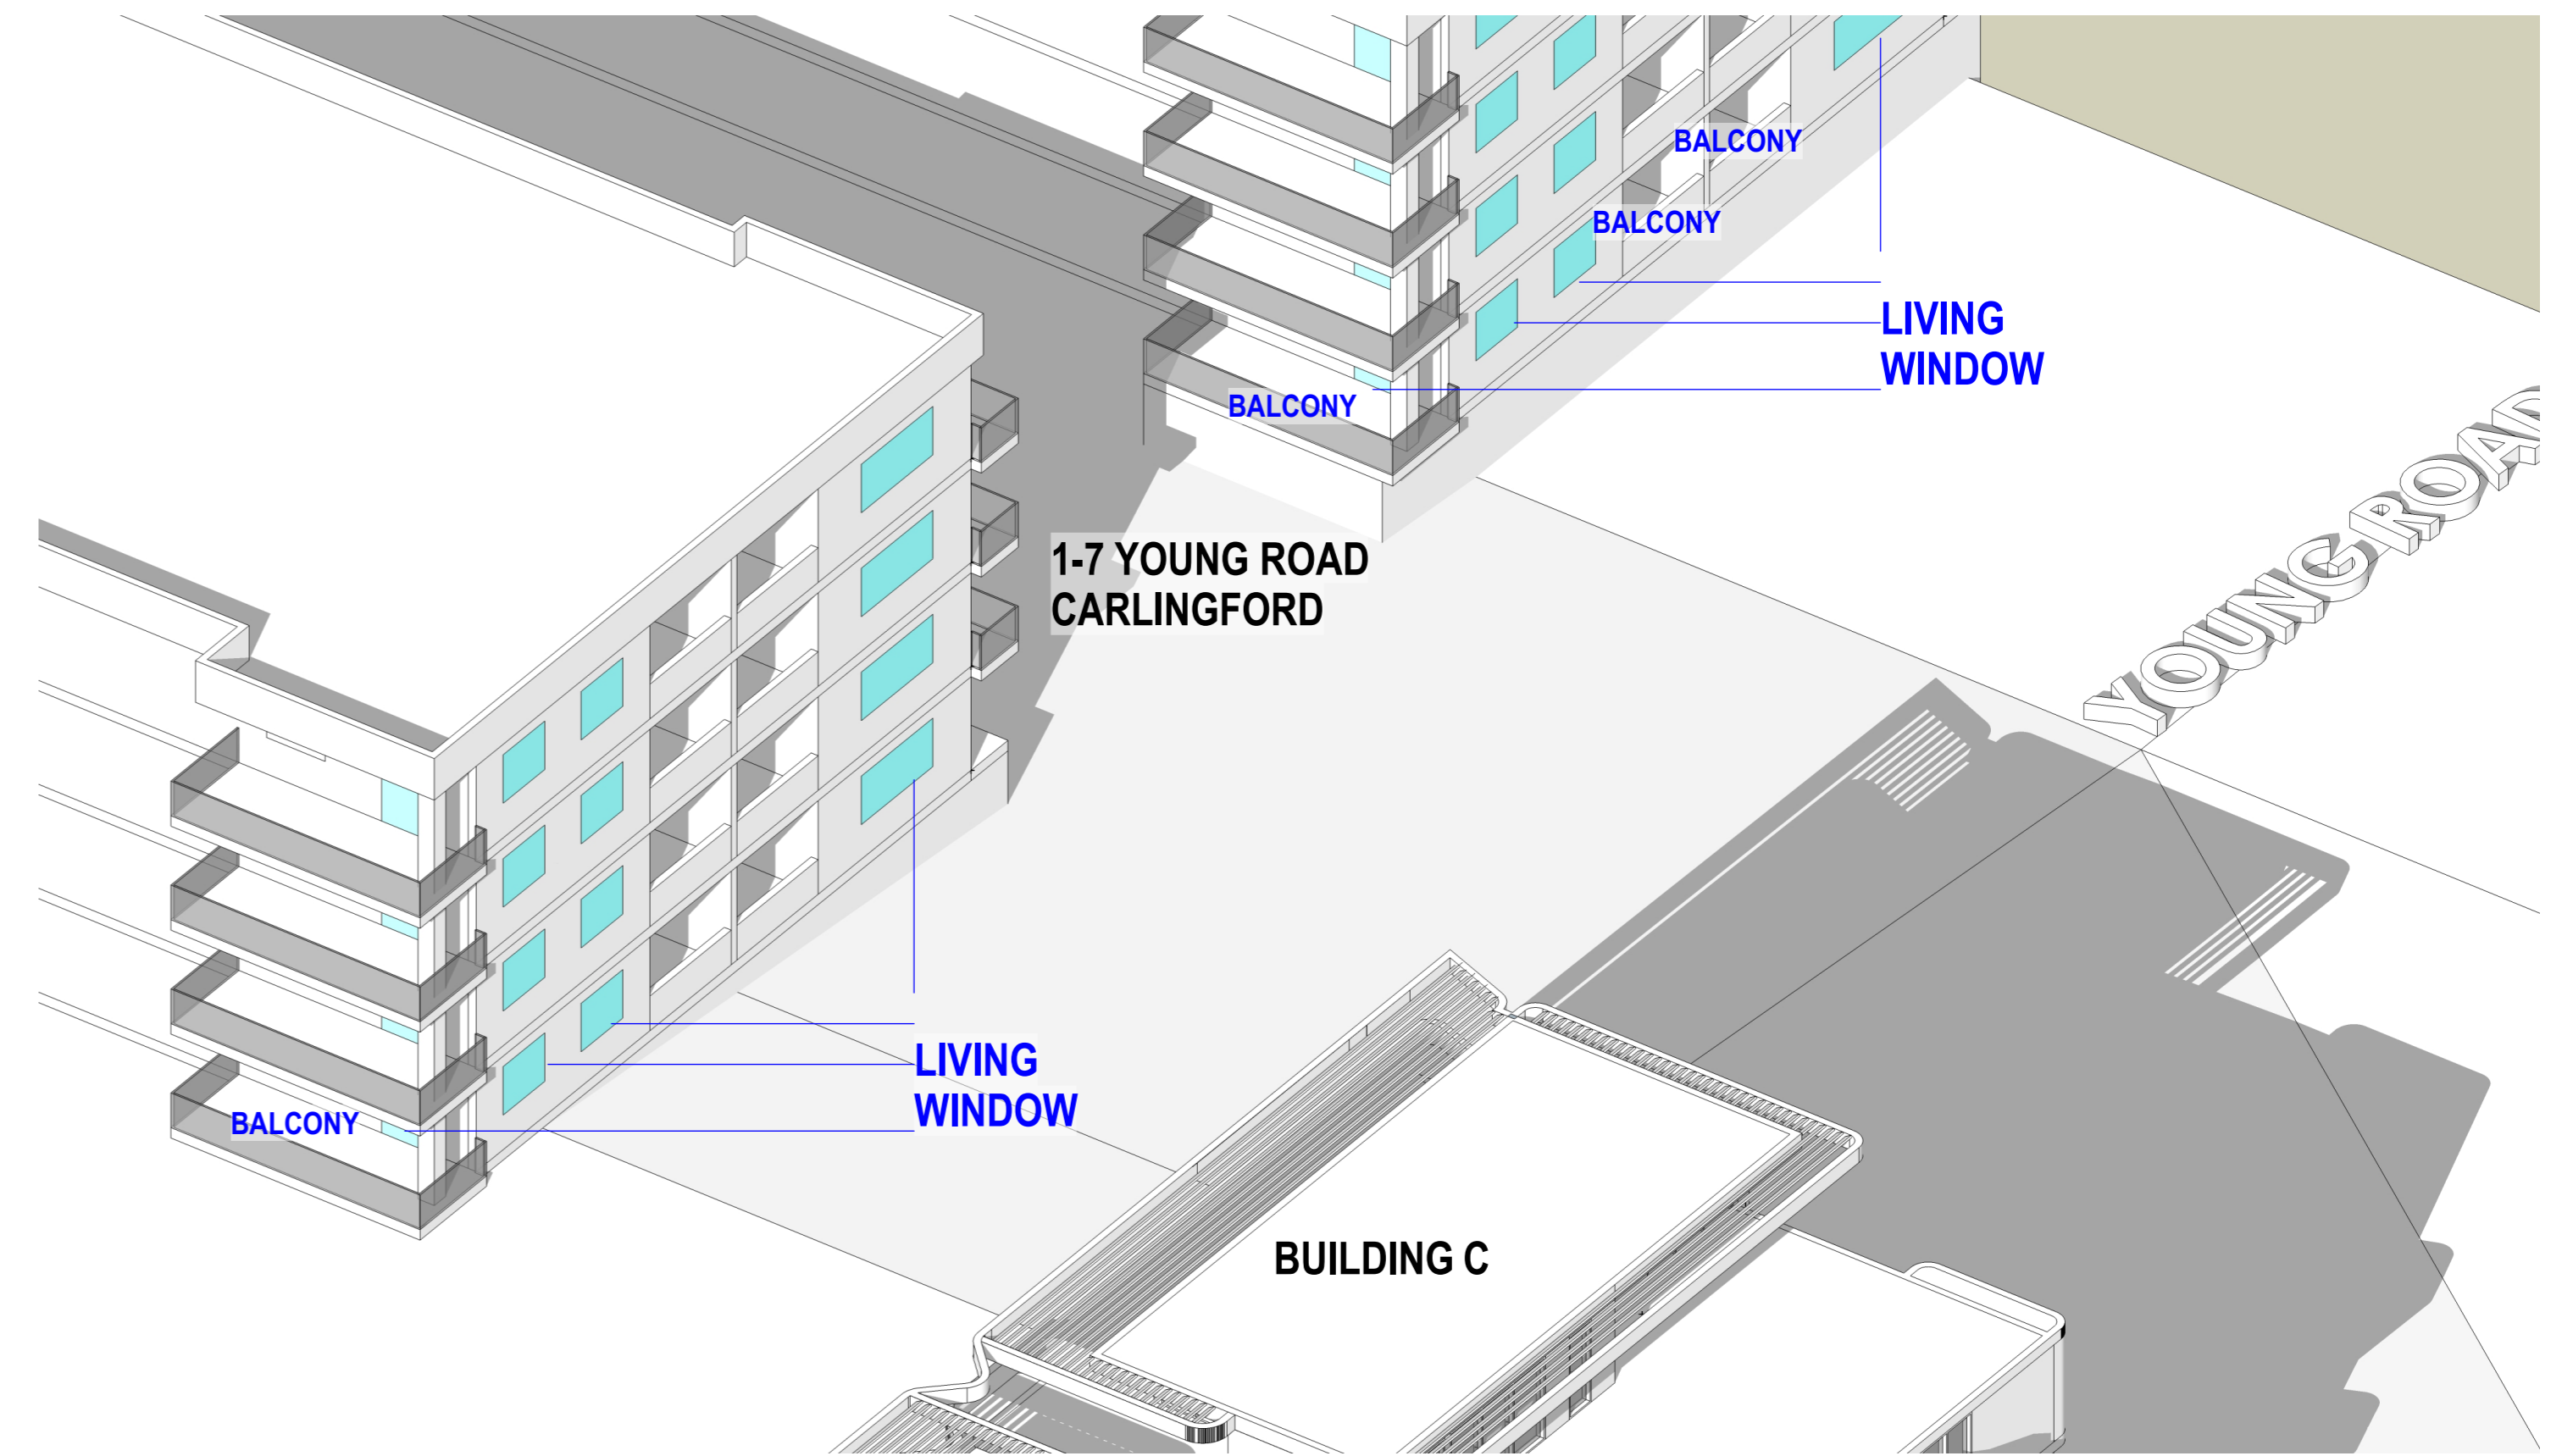 BALCONY
BALCONY
LIVING
WINDOW
BALCONY
YOUNG ROAD
1-7 YOUNG ROAD
CARLINGFORD
LIVING
WINDOW
BALCONY
BUILDING C